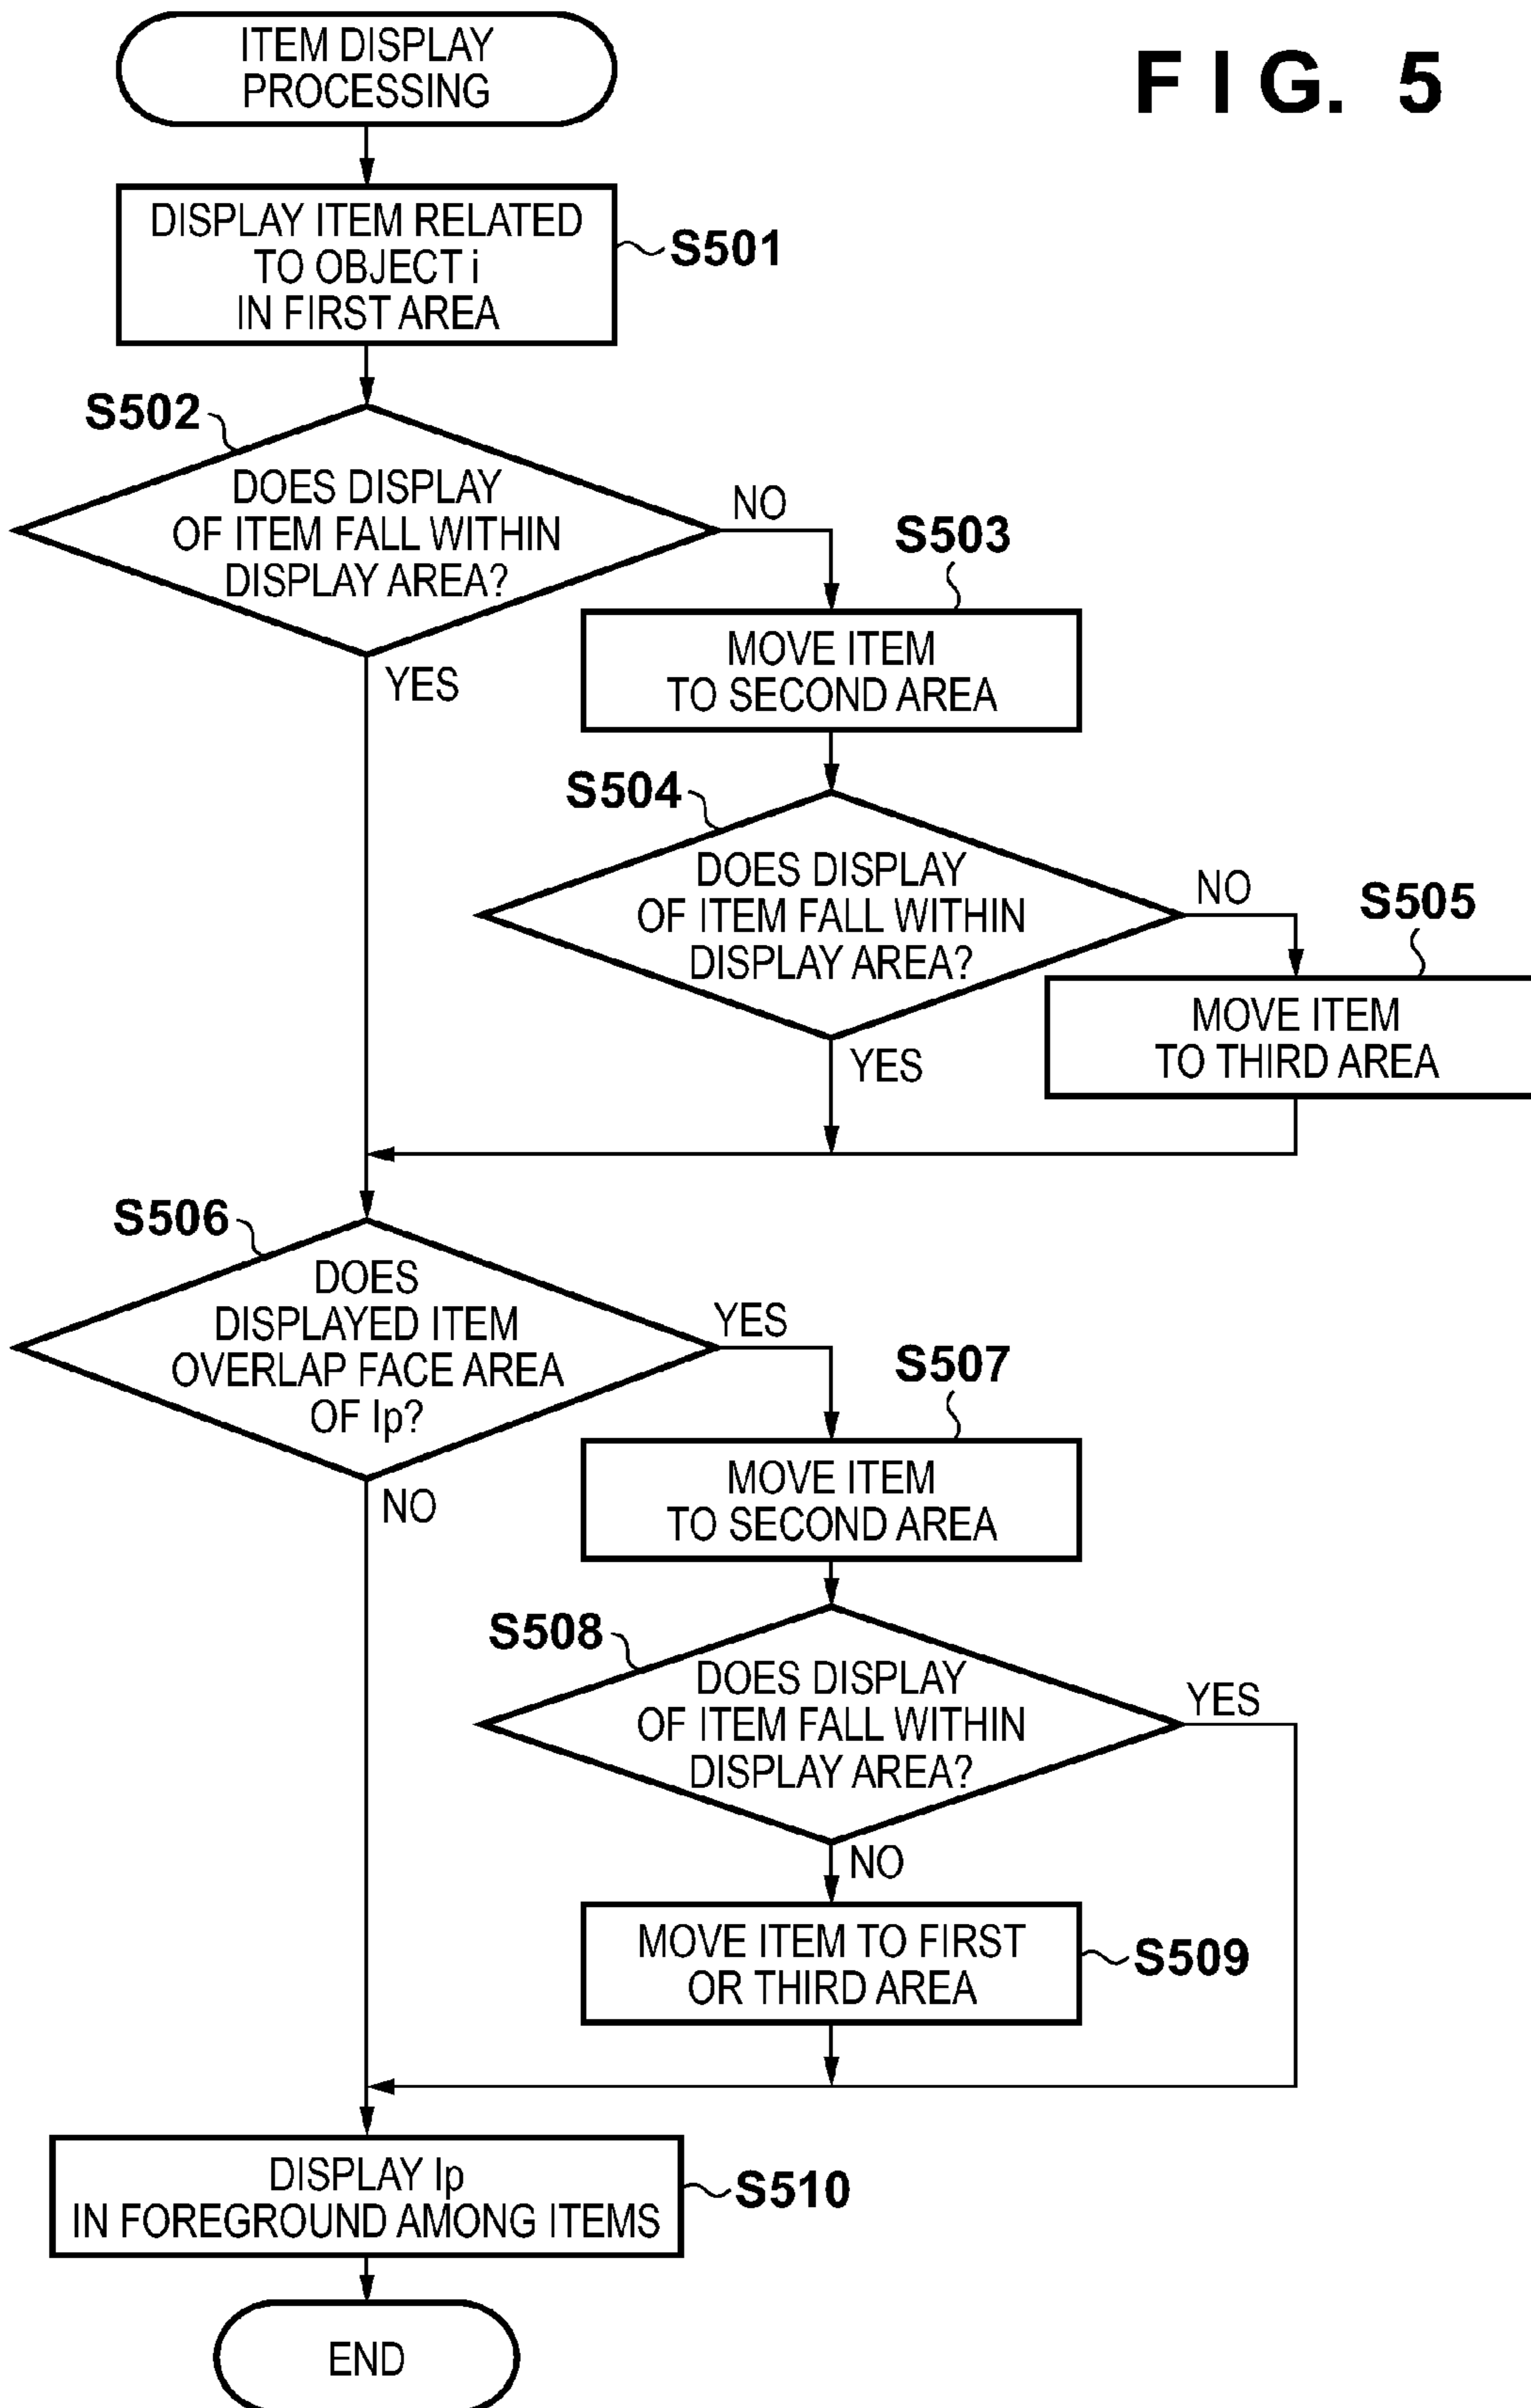 FIG. 5
ITEM DISPLAY
PROCESSING
DISPLAY ITEM RELATED
TO OBJECT i
IN FIRST AREA
S501
S502
DOES DISPLAY
OF ITEM FALL WITHIN
DISPLAY AREA?
NO
YES
S503
MOVE ITEM
TO SECOND AREA
S504
DOES DISPLAY
OF ITEM FALL WITHIN
DISPLAY AREA?
NO
YES
S505
MOVE ITEM
TO THIRD AREA
S506
DOES
DISPLAYED ITEM
OVERLAP FACE AREA
OF Ip?
YES
NO
S507
MOVE ITEM
TO SECOND AREA
S508
DOES DISPLAY
OF ITEM FALL WITHIN
DISPLAY AREA?
YES
NO
MOVE ITEM TO FIRST
OR THIRD AREA
S509
DISPLAY Ip
IN FOREGROUND AMONG ITEMS
S510
END